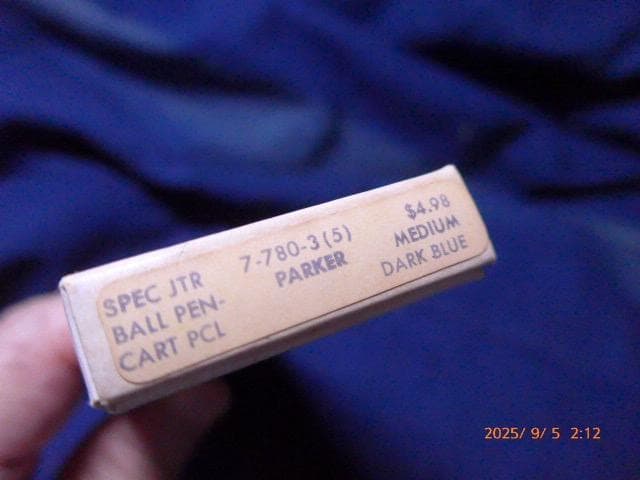 SPEC JTR
BALL PEN-
CART PCL
7-780-3(5)
PARKER
$4.98
MEDIUM
DARK BLUE
2025/ 9/ 5 2:12